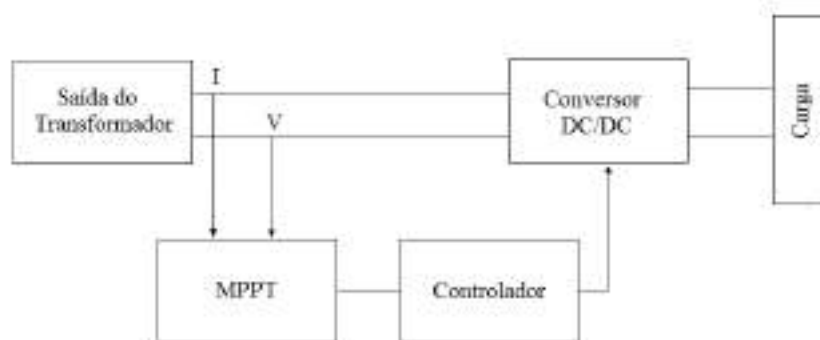 I
Saída do
Transformador
V
Conversor
DC/DC
Carga
MPPT
Controlador